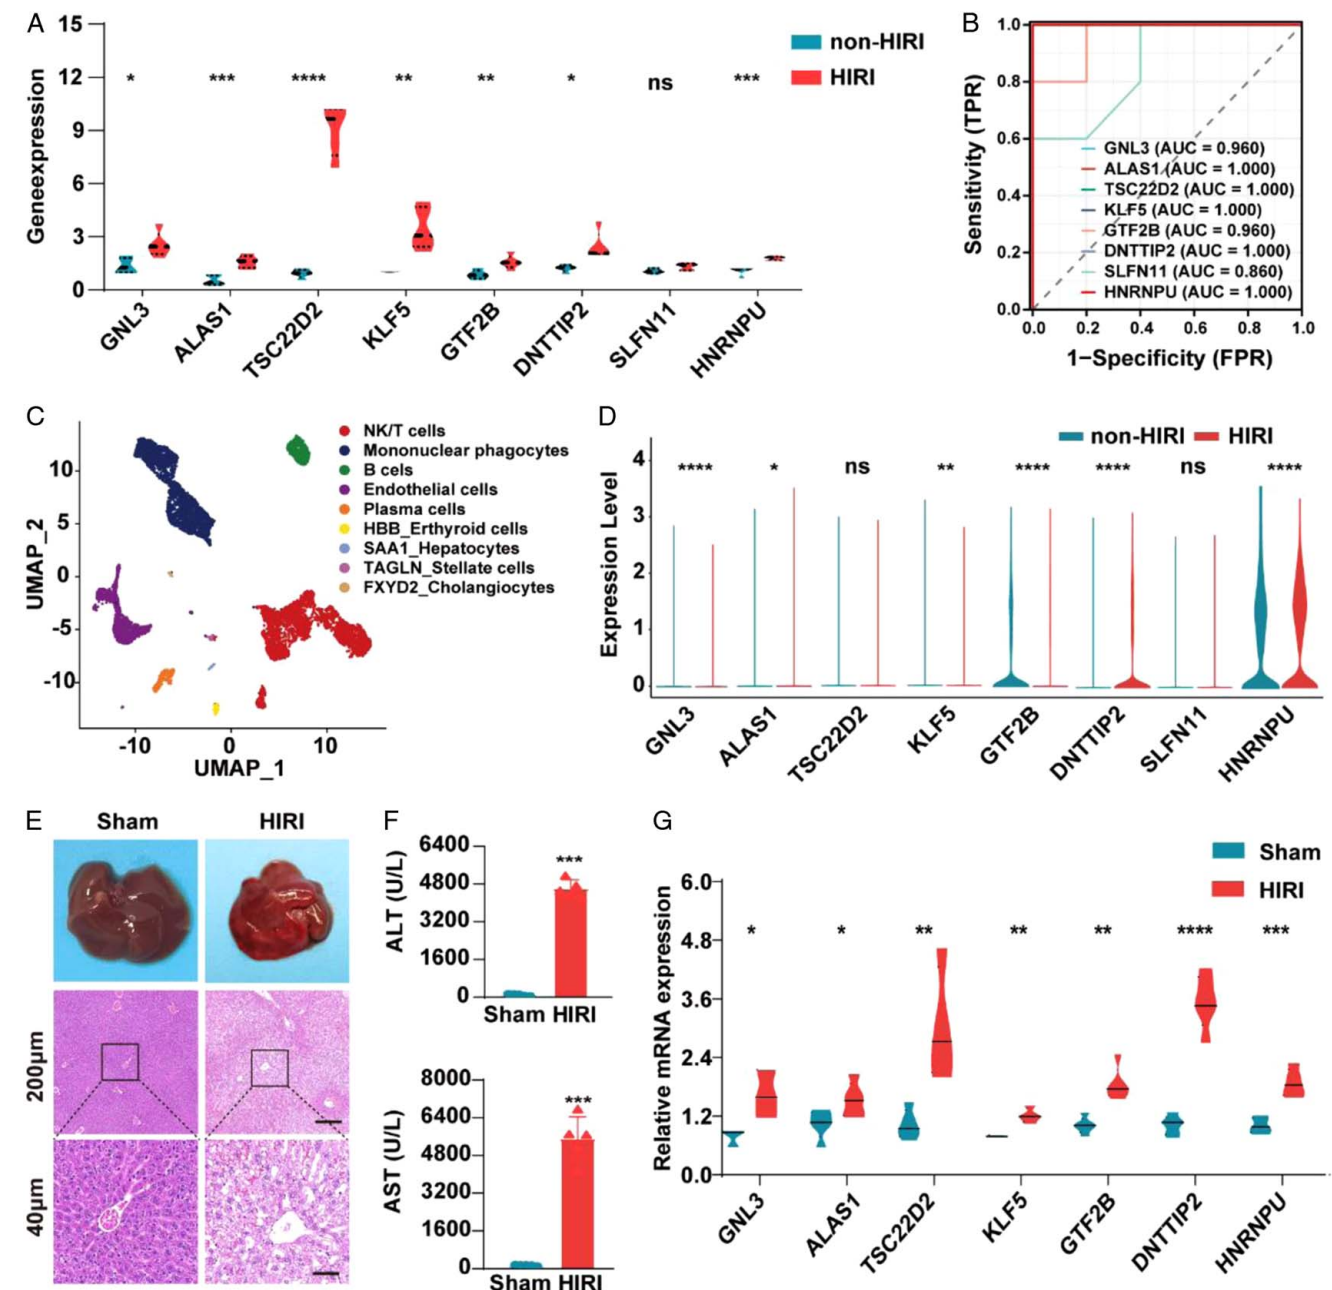 A
15
12
9
6
3
0
Geneexpression
* *** **** ** ** * ns ***
non-HIRI
HIRI
GNL3 ALAS1 TSC22D2 KLF5 GTF2B DNTTIP2 SLFN11 HNRNPU
B
1.0
0.8
0.6
0.4
0.2
0.0
Sensitivity (TPR)
GNL3 (AUC = 0.960)
ALAS1 (AUC = 1.000)
TSC22D2 (AUC = 1.000)
KLF5 (AUC = 1.000)
GTF2B (AUC = 0.960)
DNTTIP2 (AUC = 1.000)
SLFN11 (AUC = 0.860)
HNRNPU (AUC = 1.000)
0.0 0.2 0.4 0.6 0.8 1.0
1−Specificity (FPR)
C
10
5
0
-5
-10
UMAP_2
NK/T cells
Mononuclear phagocytes
B cels
Endothelial cells
Plasma cells
HBB_Erthyroid cells
SAA1_Hepatocytes
TAGLN_Stellate cells
FXYD2_Cholangiocytes
-10 0 10
UMAP_1
D
non-HIRI HIRI
4
3
2
1
0
Expression Level
**** * ns ** **** **** ns ****
GNL3 ALAS1 TSC22D2 KLF5 GTF2B DNTTIP2 SLFN11 HNRNPU
E
Sham HIRI
200μm
40μm
F
6400
4800
3200
1600
0
ALT (U/L)
***
Sham HIRI
8000
6400
4800
3200
1600
0
AST (U/L)
***
Sham HIRI
G
Sham
HIRI
6.0
4.8
3.6
2.4
1.2
0.0
Relative mRNA expression
* * ** ** ** **** ***
GNL3 ALAS1 TSC22D2 KLF5 GTF2B DNTTIP2 HNRNPU